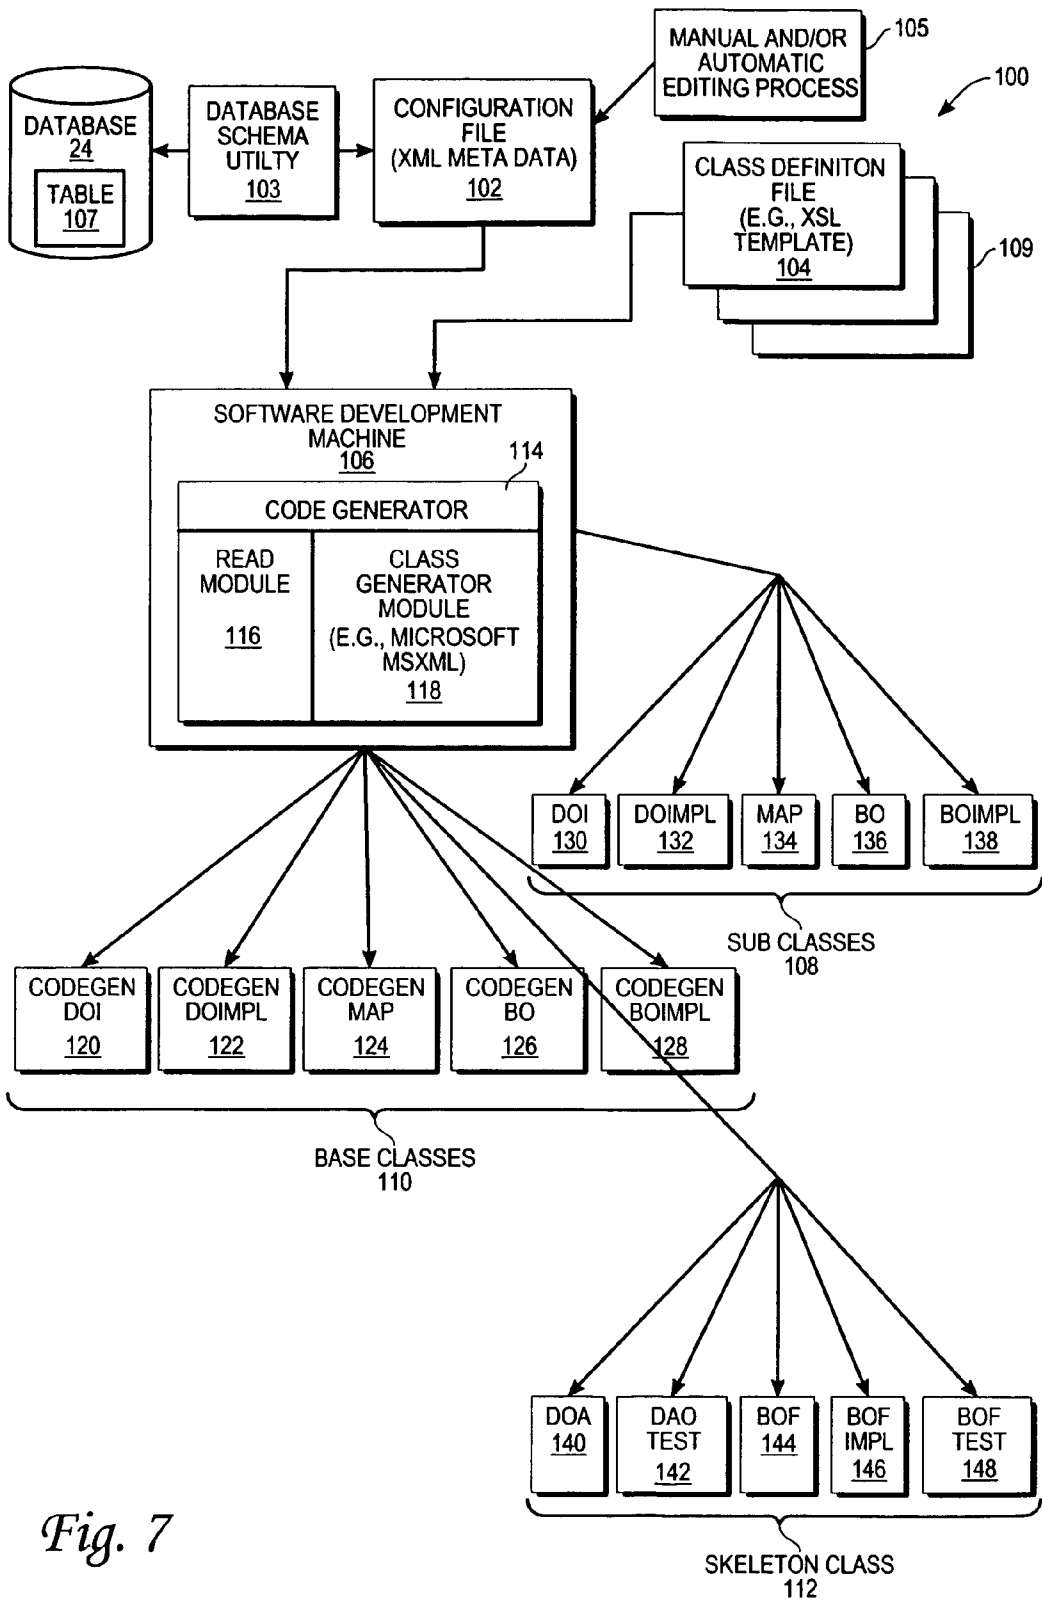 MANUAL AND/OR
AUTOMATIC
EDITING PROCESS
105
100
DATABASE
24
TABLE
107
DATABASE
SCHEMA
UTILTY
103
CONFIGURATION
FILE
(XML META DATA)
102
CLASS DEFINITON
FILE
(E.G., XSL
TEMPLATE)
104
109
SOFTWARE DEVELOPMENT
MACHINE
106
114
CODE GENERATOR
READ
MODULE
116
CLASS
GENERATOR
MODULE
(E.G., MICROSOFT
MSXML)
118
DOI
130
DOIMPL
132
MAP
134
BO
136
BOIMPL
138
SUB CLASSES
108
CODEGEN
DOI
120
CODEGEN
DOIMPL
122
CODEGEN
MAP
124
CODEGEN
BO
126
CODEGEN
BOIMPL
128
BASE CLASSES
110
DOA
140
DAO
TEST
142
BOF
144
BOF
IMPL
146
BOF
TEST
148
SKELETON CLASS
112
Fig. 7